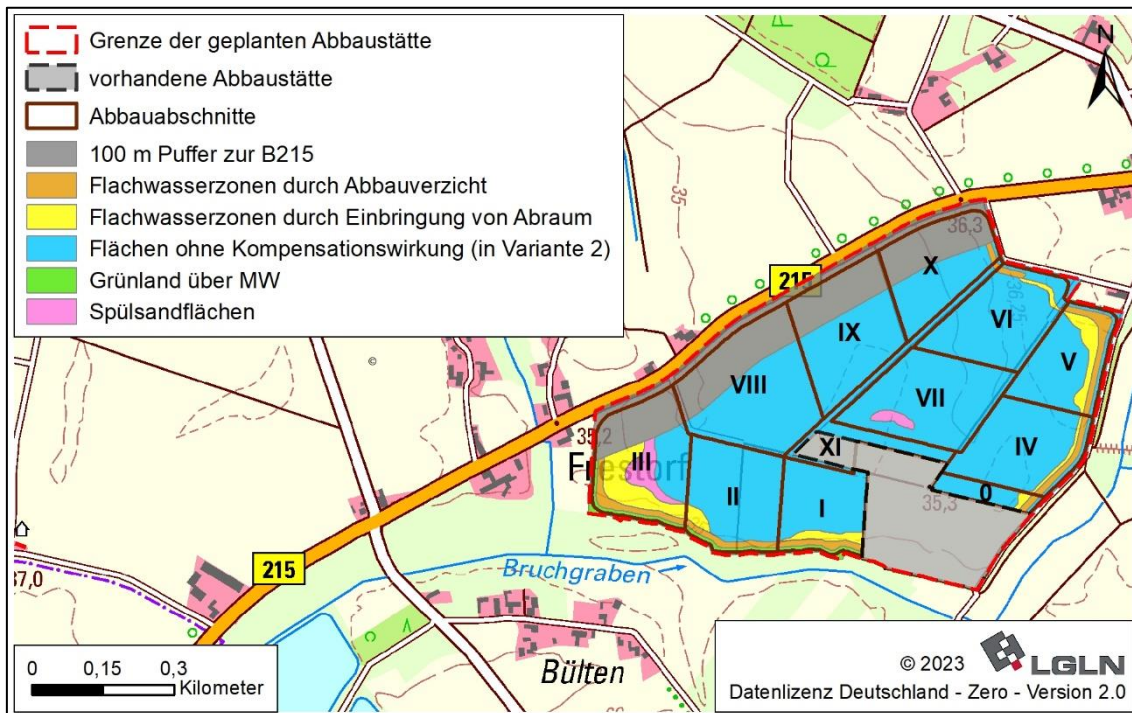 Grenze der geplanten Abbaustätte
vorhandene Abbaustätte
Abbauabschnitte
100 m Puffer zur B215
Flachwasserzonen durch Abbauverzicht
Flachwasserzonen durch Einbringung von Abraum
Flächen ohne Kompensationswirkung (in Variante 2)
Grünland über MW
Spülsandflächen
N
P
Q
35
36,3
X
215
36,25
VI
IX
V
VIII
VII
35,2
XI
III
Frestorf
IV
II
I
0
35,3
215
Bruchgraben
37,0
©
0 0,15 0,3
Kilometer
Bülten
© 2023 LGLN
Datenlizenz Deutschland - Zero - Version 2.0